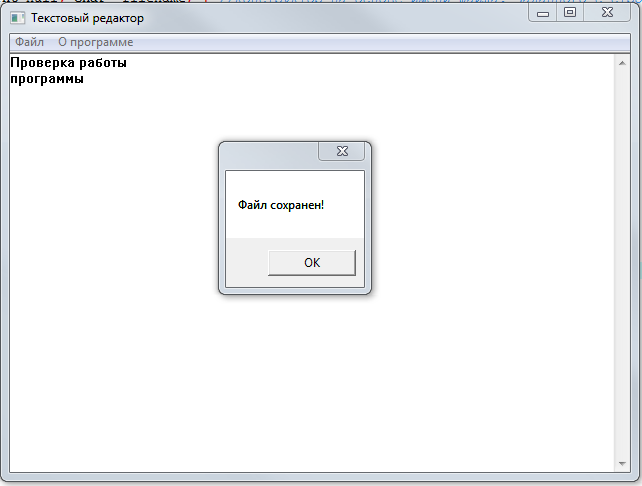 Текстовый редактор
Файл О программе
Проверка работы
программы
Файл сохранен!
OK